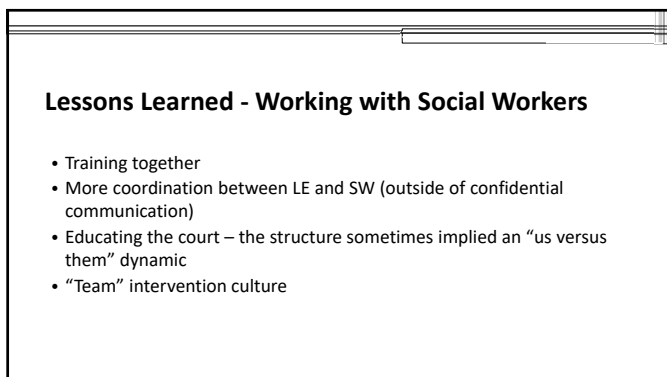 Lessons Learned - Working with Social Workers
• Training together
• More coordination between LE and SW (outside of confidential
communication)
• Educating the court – the structure sometimes implied an “us versus
them” dynamic
• “Team” intervention culture